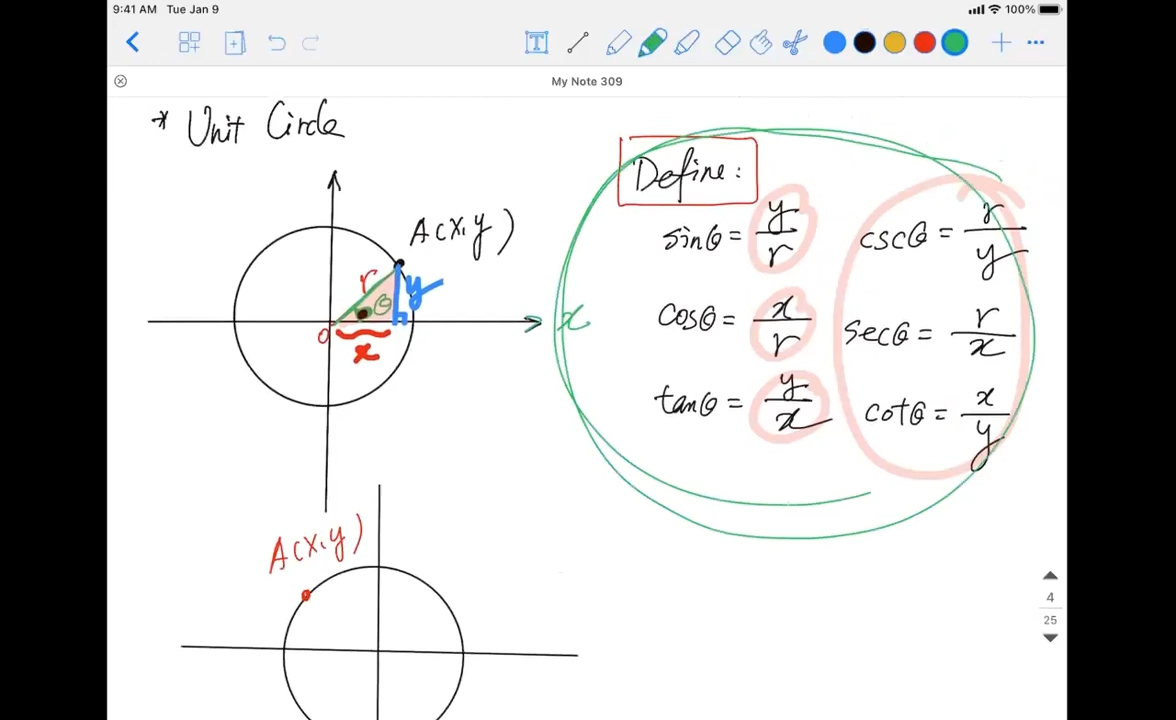 9:41 AM Tue Jan 9
100%
My Note 309
* Unit Circle
A(x,y)
r
y
θ
O
x
x
Define:
sinθ = y/r
cscθ = r/y
cosθ = x/r
secθ = r/x
tanθ = y/x
cotθ = x/y
A(x,y)
4
25